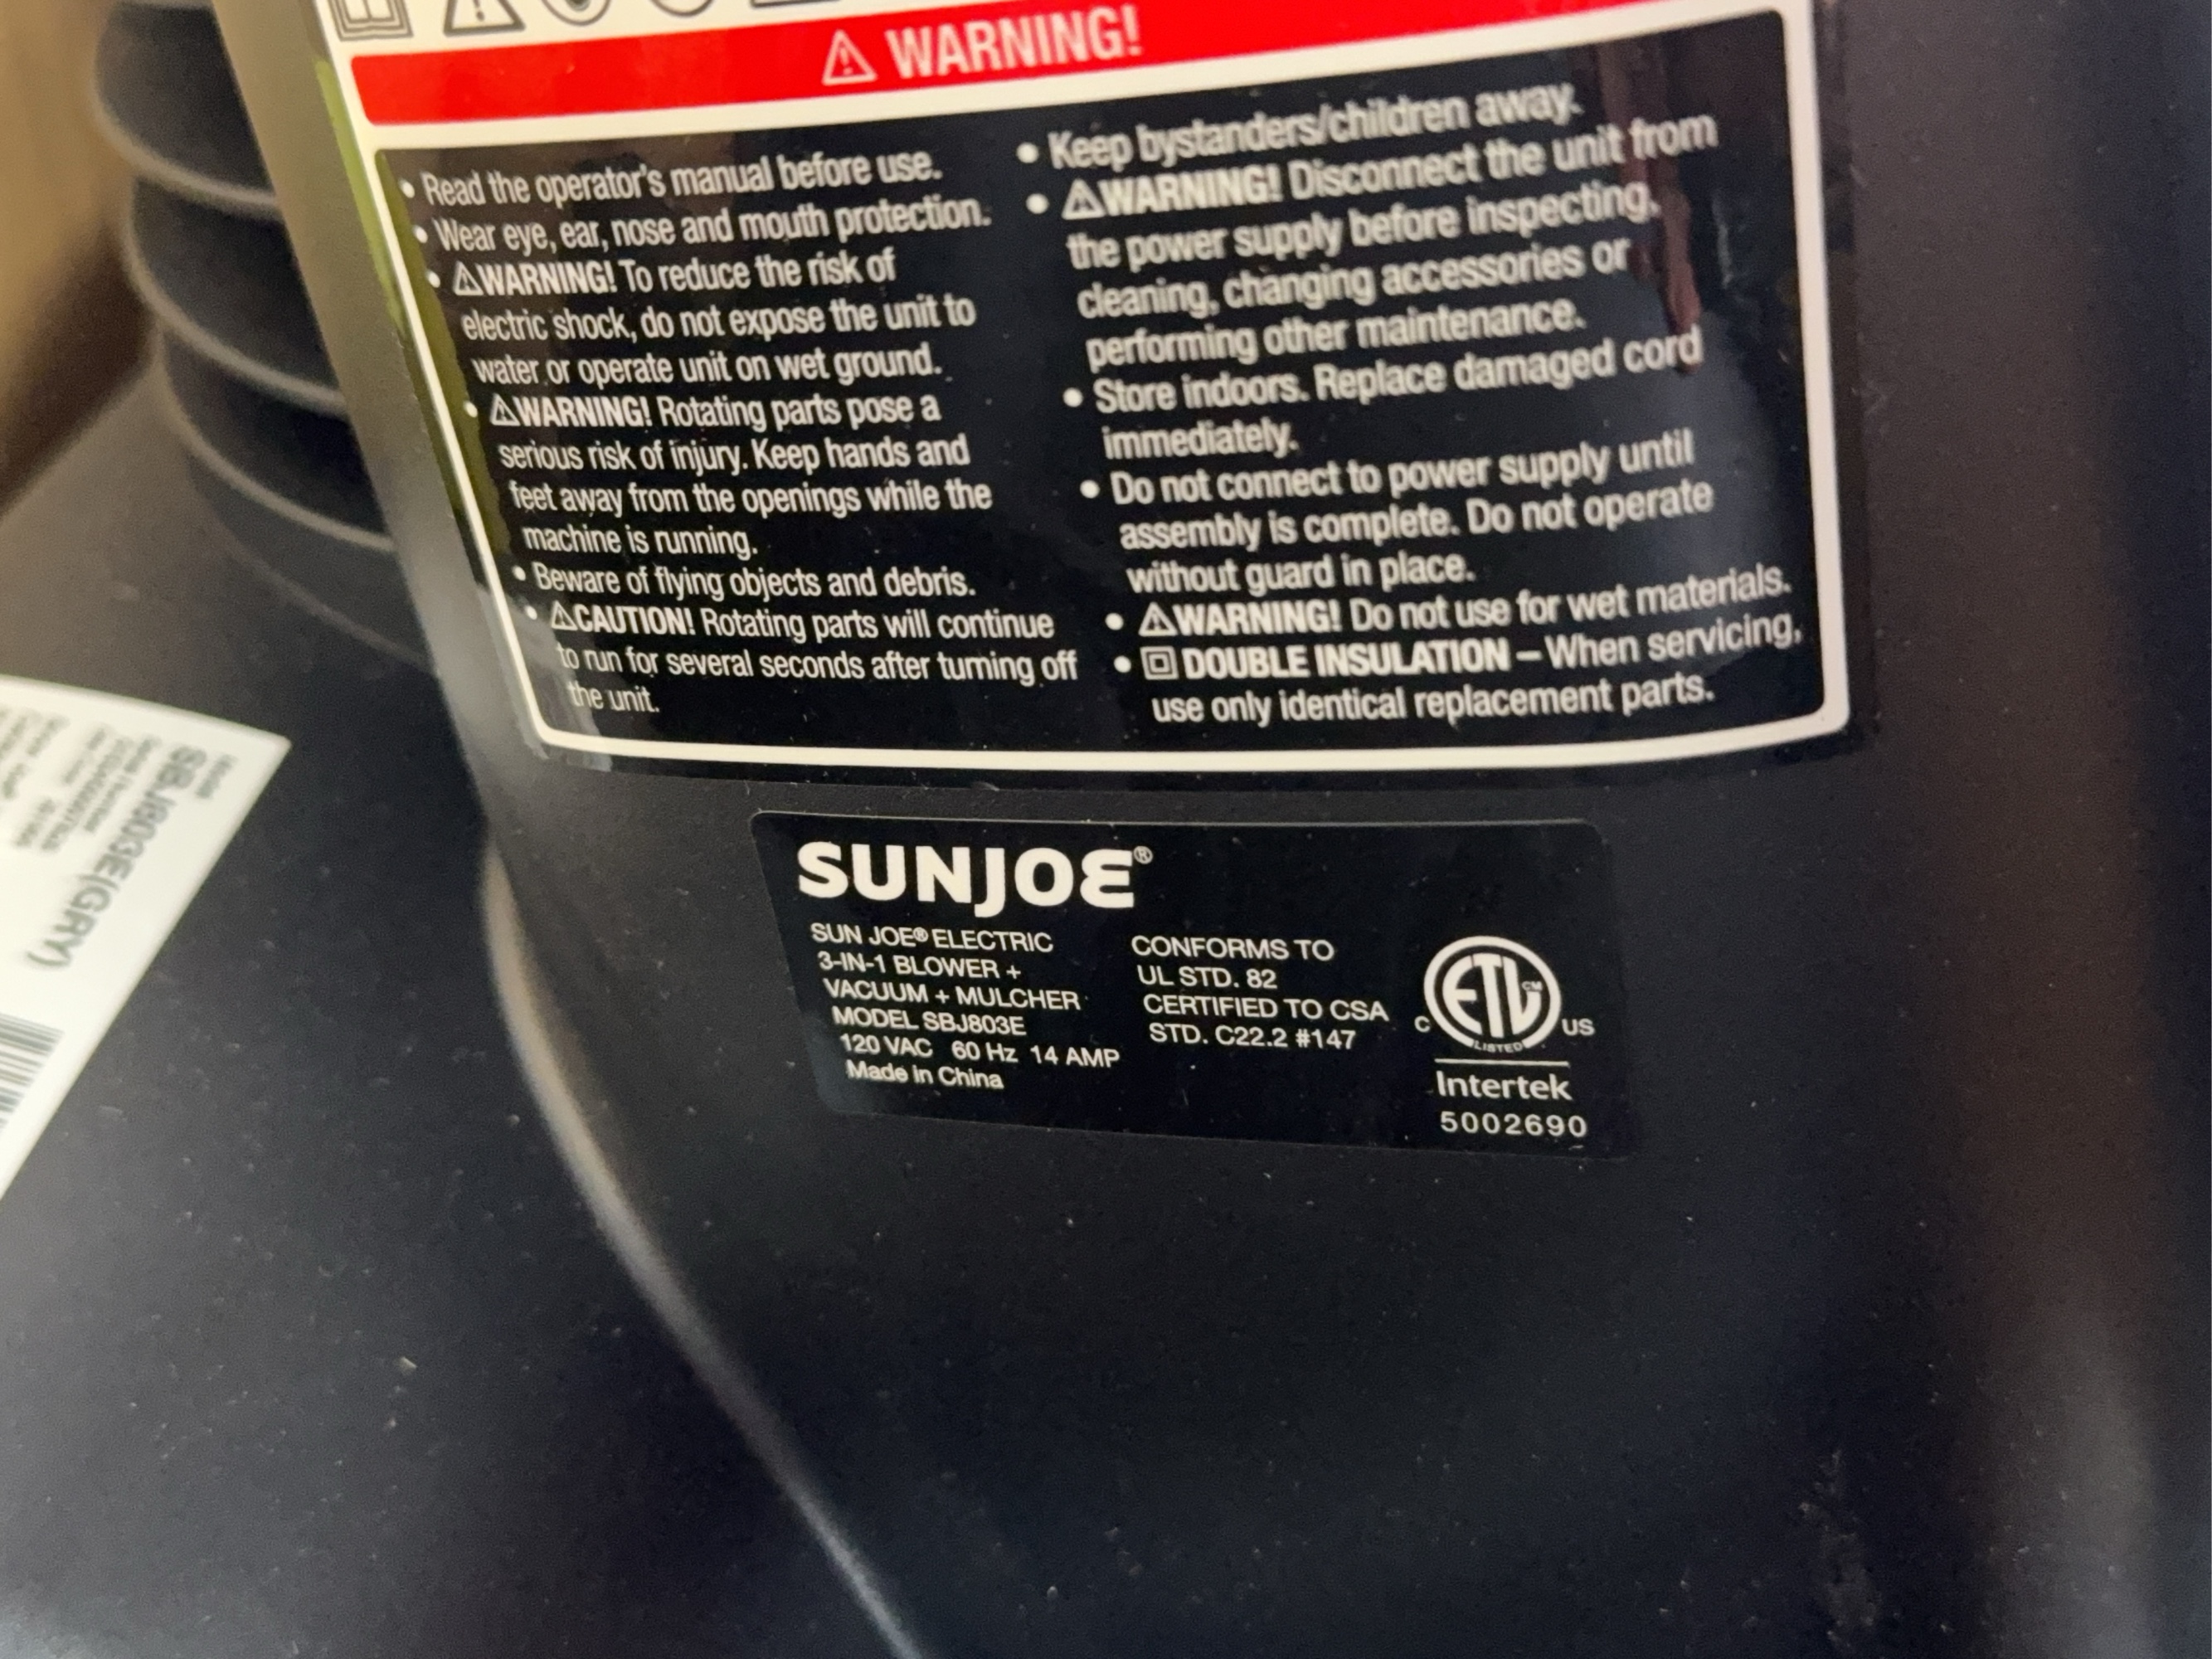 WARNING!
• Read the operator's manual before use.
• Wear eye, ear, nose and mouth protection.
• ⚠WARNING! To reduce the risk of
electric shock, do not expose the unit to
water or operate unit on wet ground.
• ⚠WARNING! Rotating parts pose a
serious risk of injury. Keep hands and
feet away from the openings while the
machine is running.
• Beware of flying objects and debris.
• ⚠CAUTION! Rotating parts will continue
to run for several seconds after turning off
the unit.
• Keep bystanders/children away.
• ⚠WARNING! Disconnect the unit from
the power supply before inspecting,
cleaning, changing accessories or
performing other maintenance.
• Store indoors. Replace damaged cord
immediately.
• Do not connect to power supply until
assembly is complete. Do not operate
without guard in place.
• ⚠WARNING! Do not use for wet materials.
• DOUBLE INSULATION – When servicing,
use only identical replacement parts.
SUNJOE®
SUN JOE® ELECTRIC
3-IN-1 BLOWER +
VACUUM + MULCHER
MODEL SBJ803E
120 VAC 60 Hz 14 AMP
Made in China
CONFORMS TO
UL STD. 82
CERTIFIED TO CSA
STD. C22.2 #147
C ETL CM US
LISTED
Intertek
5002690
Model
SBJ803E(GRY)